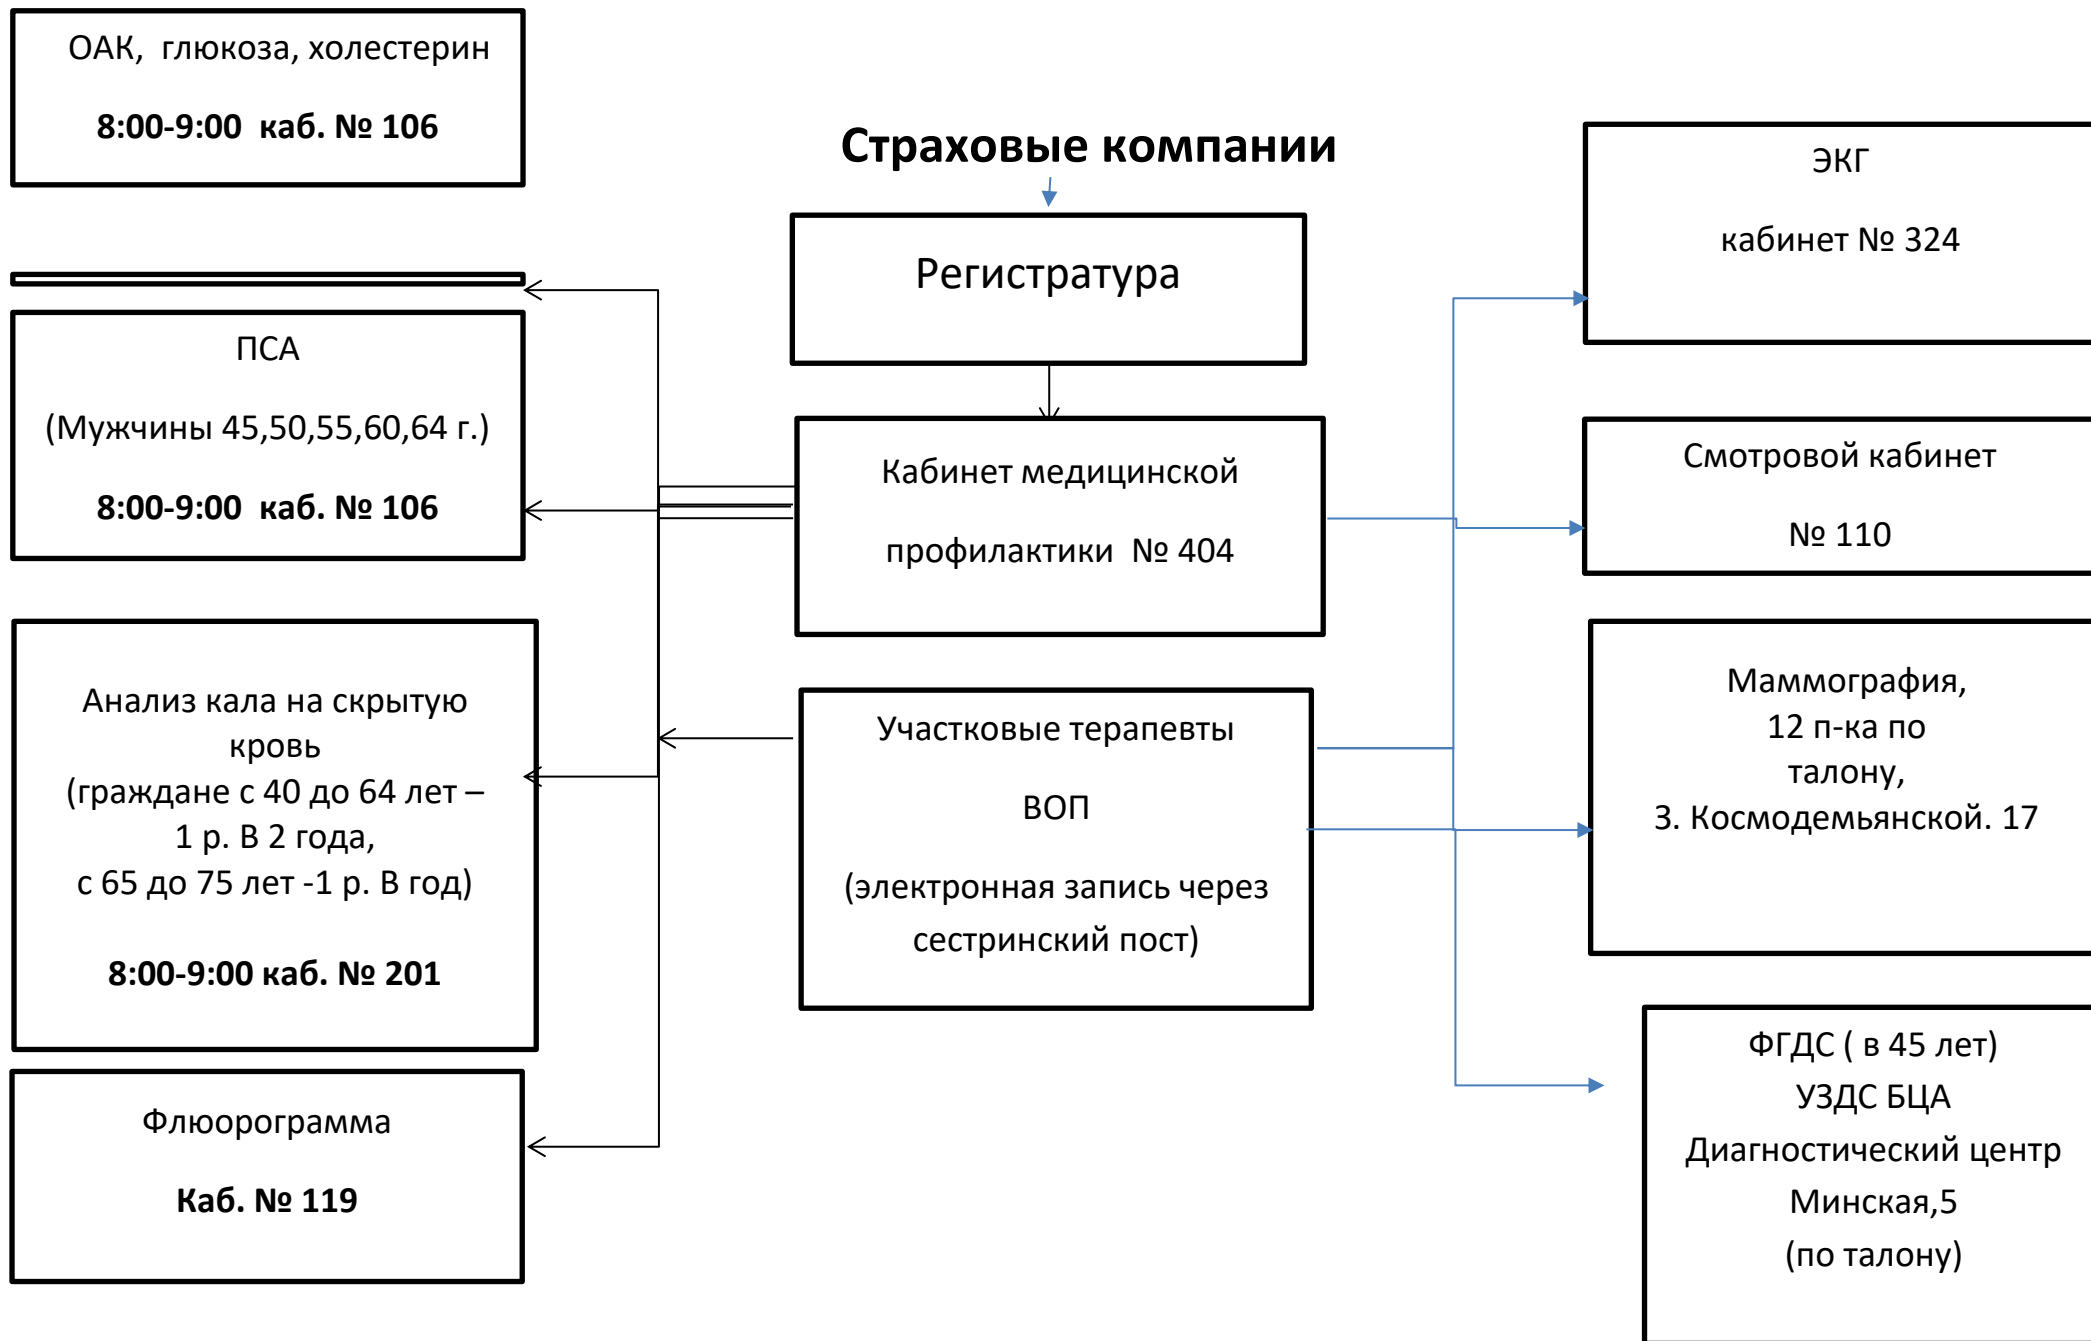 ОАК, глюкоза, холестерин
8:00-9:00 каб. № 106
ПСА
(Мужчины 45,50,55,60,64 г.)
8:00-9:00 каб. № 106
Анализ кала на скрытую
кровь
(граждане с 40 до 64 лет –
1 р. В 2 года,
с 65 до 75 лет -1 р. В год)
8:00-9:00 каб. № 201
Флюорограмма
Каб. № 119
Страховые компании
Регистратура
Кабинет медицинской
профилактики № 404
Участковые терапевты
ВОП
(электронная запись через
сестринский пост)
ЭКГ
кабинет № 324
Смотровой кабинет
№ 110
Маммография,
12 п-ка по
талону,
З. Космодемьянской. 17
ФГДС ( в 45 лет)
УЗДС БЦА
Диагностический центр
Минская,5
(по талону)